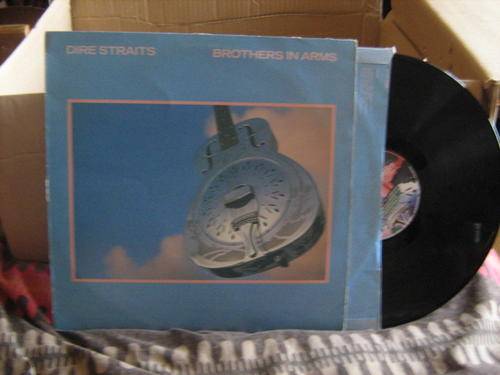 DIRE STRAITS
BROTHERS IN ARMS